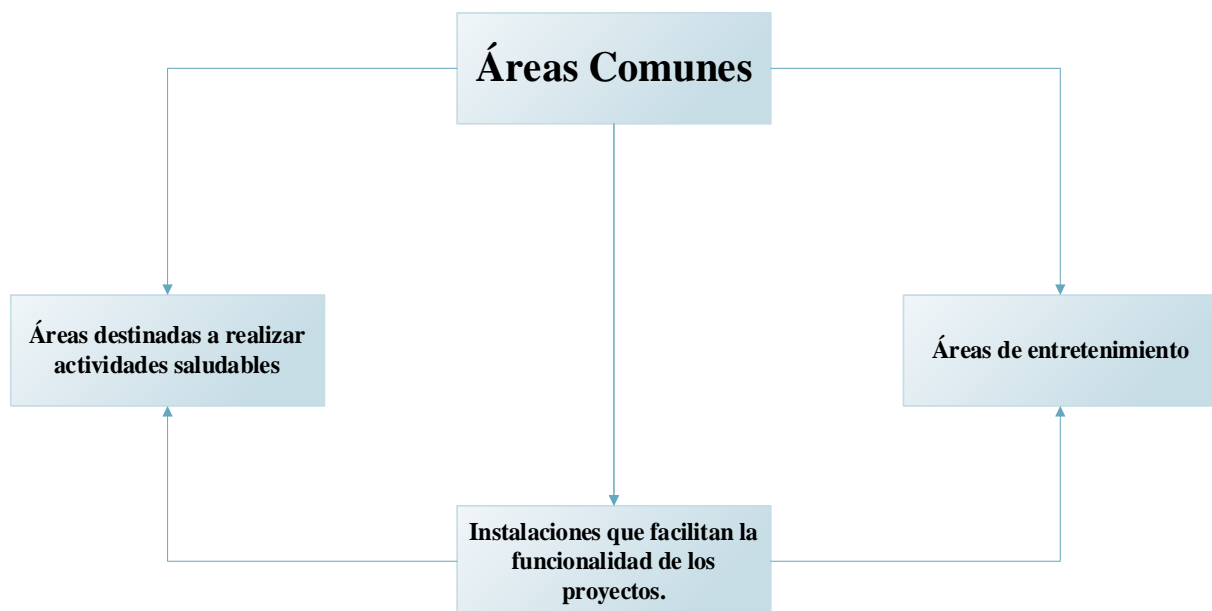 Áreas Comunes
Áreas destinadas a realizar
actividades saludables
Áreas de entretenimiento
Instalaciones que facilitan la
funcionalidad de los
proyectos.